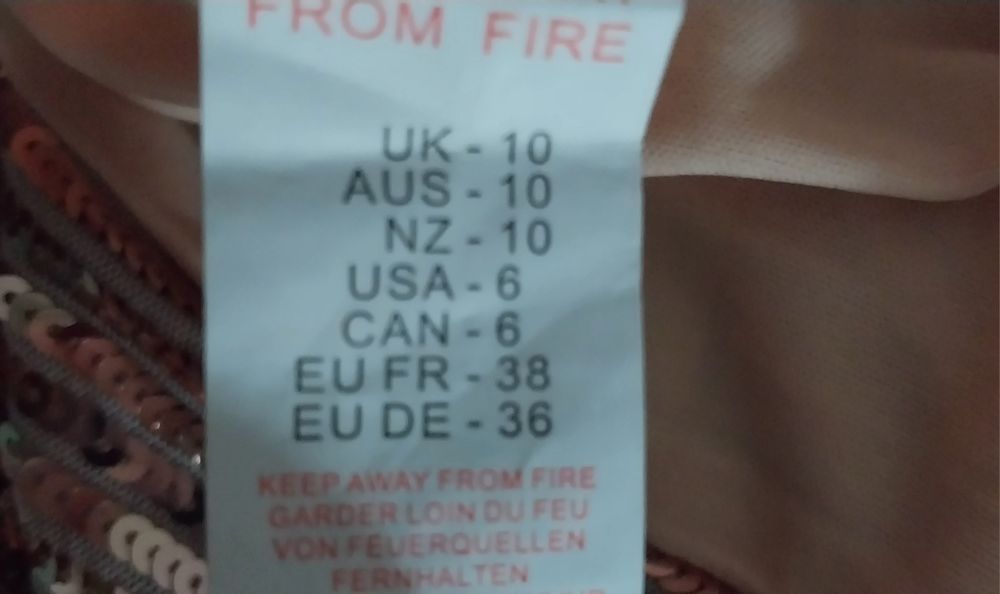 FROM FIRE
UK - 10
AUS - 10
NZ - 10
USA - 6
CAN - 6
EU FR - 38
EU DE - 36
KEEP AWAY FROM FIRE
GARDER LOIN DU FEU
VON FEUERQUELLEN
FERNHALTEN